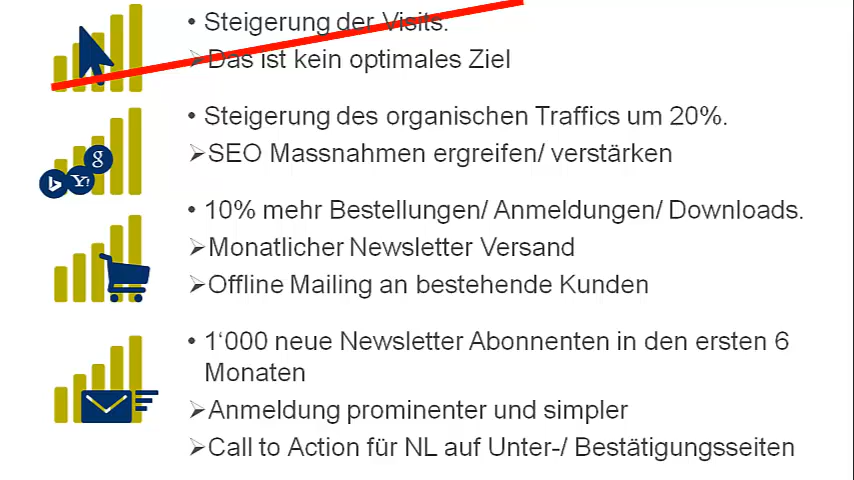 • Steigerung der Visits.
➢Das ist kein optimales Ziel
• Steigerung des organischen Traffics um 20%.
➢SEO Massnahmen ergreifen/ verstärken
g
Y!
• 10% mehr Bestellungen/ Anmeldungen/ Downloads.
➢Monatlicher Newsletter Versand
➢Offline Mailing an bestehende Kunden
• 1‘000 neue Newsletter Abonnenten in den ersten 6
Monaten
➢Anmeldung prominenter und simpler
➢Call to Action für NL auf Unter-/ Bestätigungsseiten